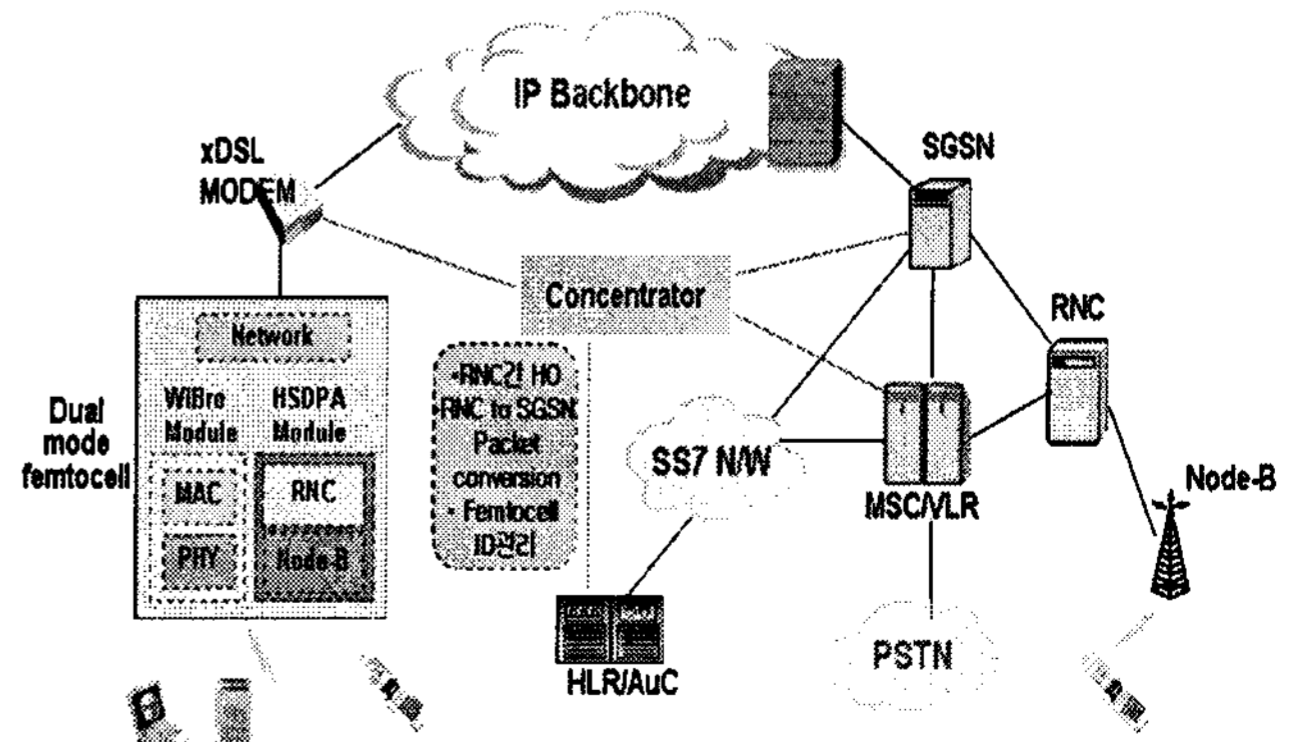 IP Backbone
xDSL
MODEM
SGSN
Concentrator
RNC
Network
WiBro
Module
HSDPA
Module
Dual
mode
femtocell
MAC
PHY
RNC
Node-B
•RNC간 HO
•RNC to SGSN
Packet
conversion
• Femtocell
ID관리
SS7 N/W
MSC/VLR
Node-B
HLR/AuC
PSTN